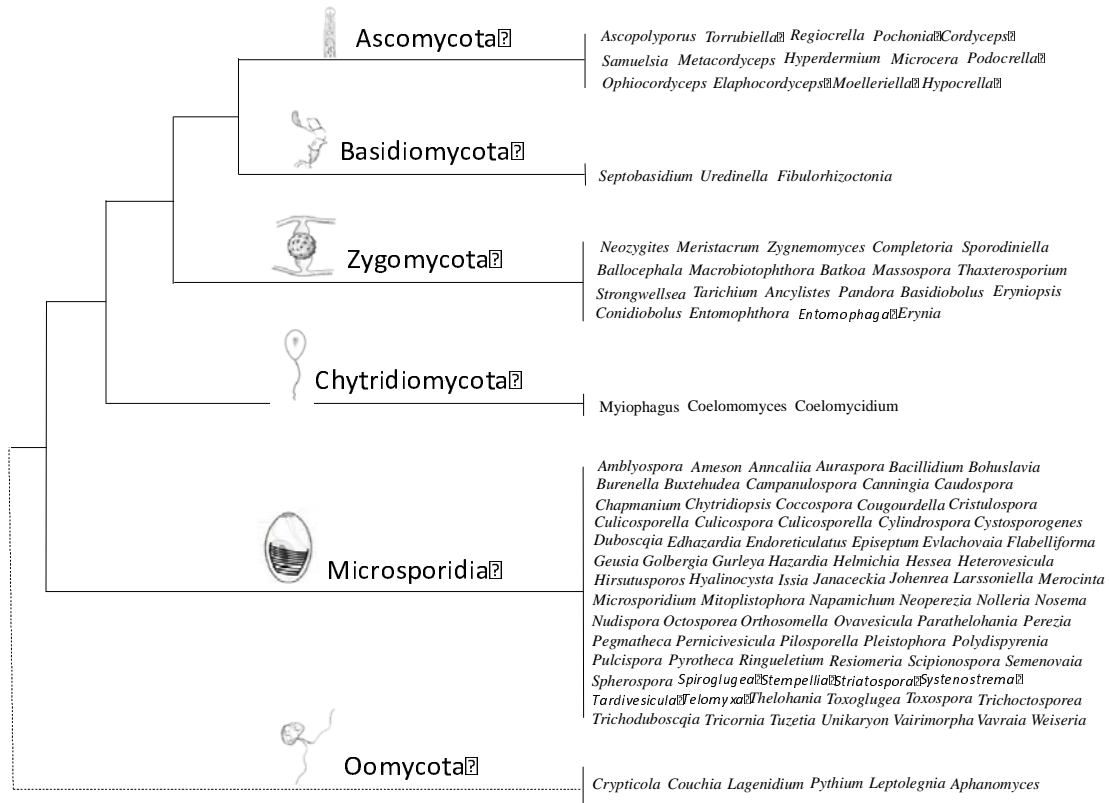 Ascomycota⍰
Ascopolyporus Torrubiella⍰ Regiocrella Pochonia⍰Cordyceps⍰
Samuelsia Metacordyceps Hyperdermium Microcera Podocrella⍰
Ophiocordyceps Elaphocordyceps⍰Moelleriella⍰Hypocrella⍰
Basidiomycota⍰
Septobasidium Uredinella Fibulorhizoctonia
Zygomycota⍰
Neozygites Meristacrum Zygnemomyces Completoria Sporodiniella
Ballocephala Macrobiotophthora Batkoa Massospora Thaxterosporium
Strongwellsea Tarichium Ancylistes Pandora Basidiobolus Eryniopsis
Conidiobolus Entomophthora Entomophaga⍰Erynia
Chytridiomycota⍰
Myiophagus Coelomomyces Coelomycidium
Microsporidia⍰
Amblyospora Ameson Anncaliia Auraspora Bacillidium Bohuslavia
Burenella Buxtehudea Campanulospora Canningia Caudospora
Chapmanium Chytridiopsis Coccospora Cougourdella Cristulospora
Culicosporella Culicospora Culicosporella Cylindrospora Cystosporogenes
Duboscqia Edhazardia Endoreticulatus Episeptum Evlachovaia Flabelliforma
Geusia Golbergia Gurleya Hazardia Helmichia Hessea Heterovesicula
Hirsutusporos Hyalinocysta Issia Janaceckia Johenrea Larssoniella Merocinta
Microsporidium Mitoplistophora Napamichum Neoperezia Nolleria Nosema
Nudispora Octosporea Orthosomella Ovavesicula Parathelohania Perezia
Pegmatheca Pernicivesicula Pilosporella Pleistophora Polydispyrenia
Pulcispora Pyrotheca Ringueletium Resiomeria Scipionospora Semenovaia
Spherospora Spiroglugea⍰Stempellia⍰Striatospora⍰Systenostrema⍰
Tardivesicula⍰Telomyxa⍰Thelohania Toxoglugea Toxospora Trichoctosporea
Trichoduboscqia Tricornia Tuzetia Unikaryon Vairimorpha Vavraia Weiseria
Oomycota⍰
Crypticola Couchia Lagenidium Pythium Leptolegnia Aphanomyces